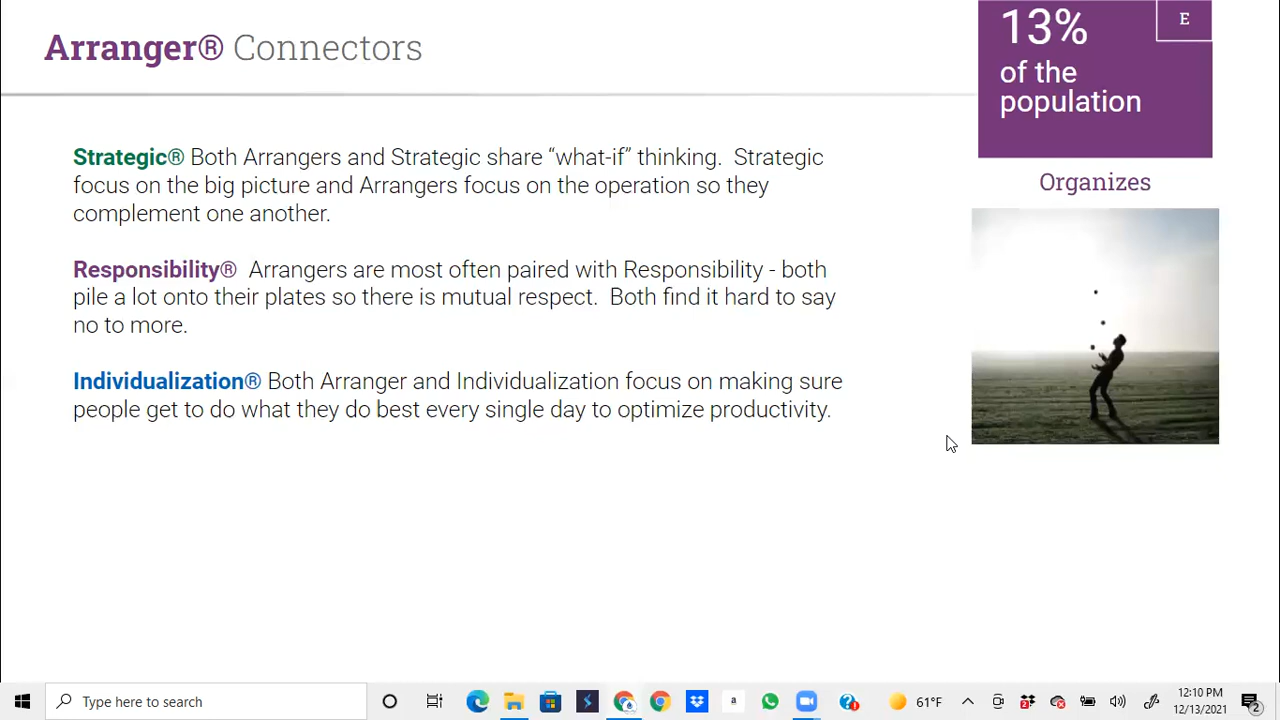 Arranger® Connectors
13%
E
of the
population
Organizes
Strategic® Both Arrangers and Strategic share “what-if” thinking.  Strategic
focus on the big picture and Arrangers focus on the operation so they
complement one another.
Responsibility®  Arrangers are most often paired with Responsibility - both
pile a lot onto their plates so there is mutual respect.  Both find it hard to say
no to more.
Individualization® Both Arranger and Individualization focus on making sure
people get to do what they do best every single day to optimize productivity.
Type here to search
a
2
61°F
12:10 PM
12/13/2021
2